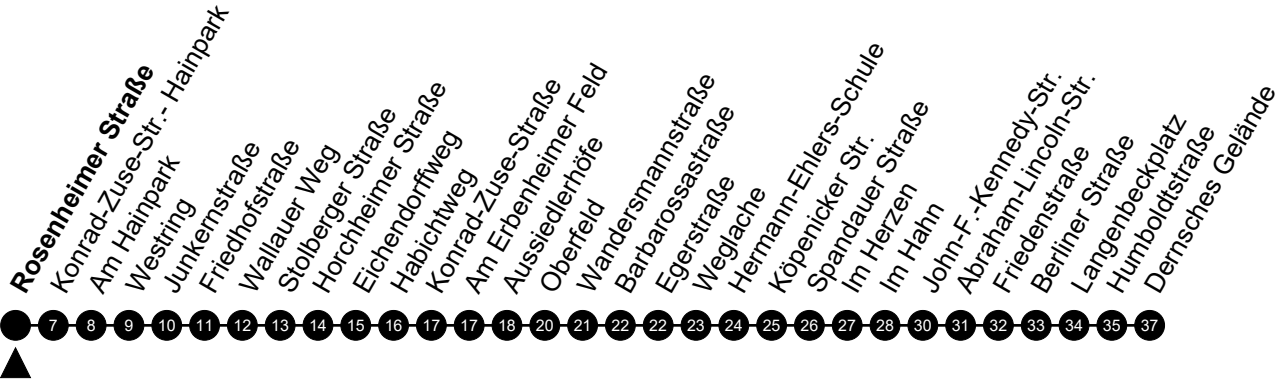 Rosenheimer Straße
Konrad-Zuse-Str.- Hainpark
Am Hainpark
Westring
Junkernstraße
Friedhofstraße
Wallauer Weg
Stolberger Straße
Horchheimer Straße
Eichendorffweg
Habichtweg
Konrad-Zuse-Straße
Am Erbenheimer Feld
Aussiedlerhöfe
Oberfeld
Wandersmannstraße
Barbarossastraße
Egerstraße
Weglache
Hermann-Ehlers-Schule
Köpenicker Str.
Spandauer Straße
Im Herzen
Im Hahn
John-F.-Kennedy-Str.
Abraham-Lincoln-Str.
Friedenstraße
Berliner Straße
Langenbeckplatz
Humboldtstraße
Dernsches Gelände
7 8 9 10 11 12 13 14 15 16 17 17 18 20 21 22 22 23 24 25 26 27 28 30 31 32 33 34 35 37